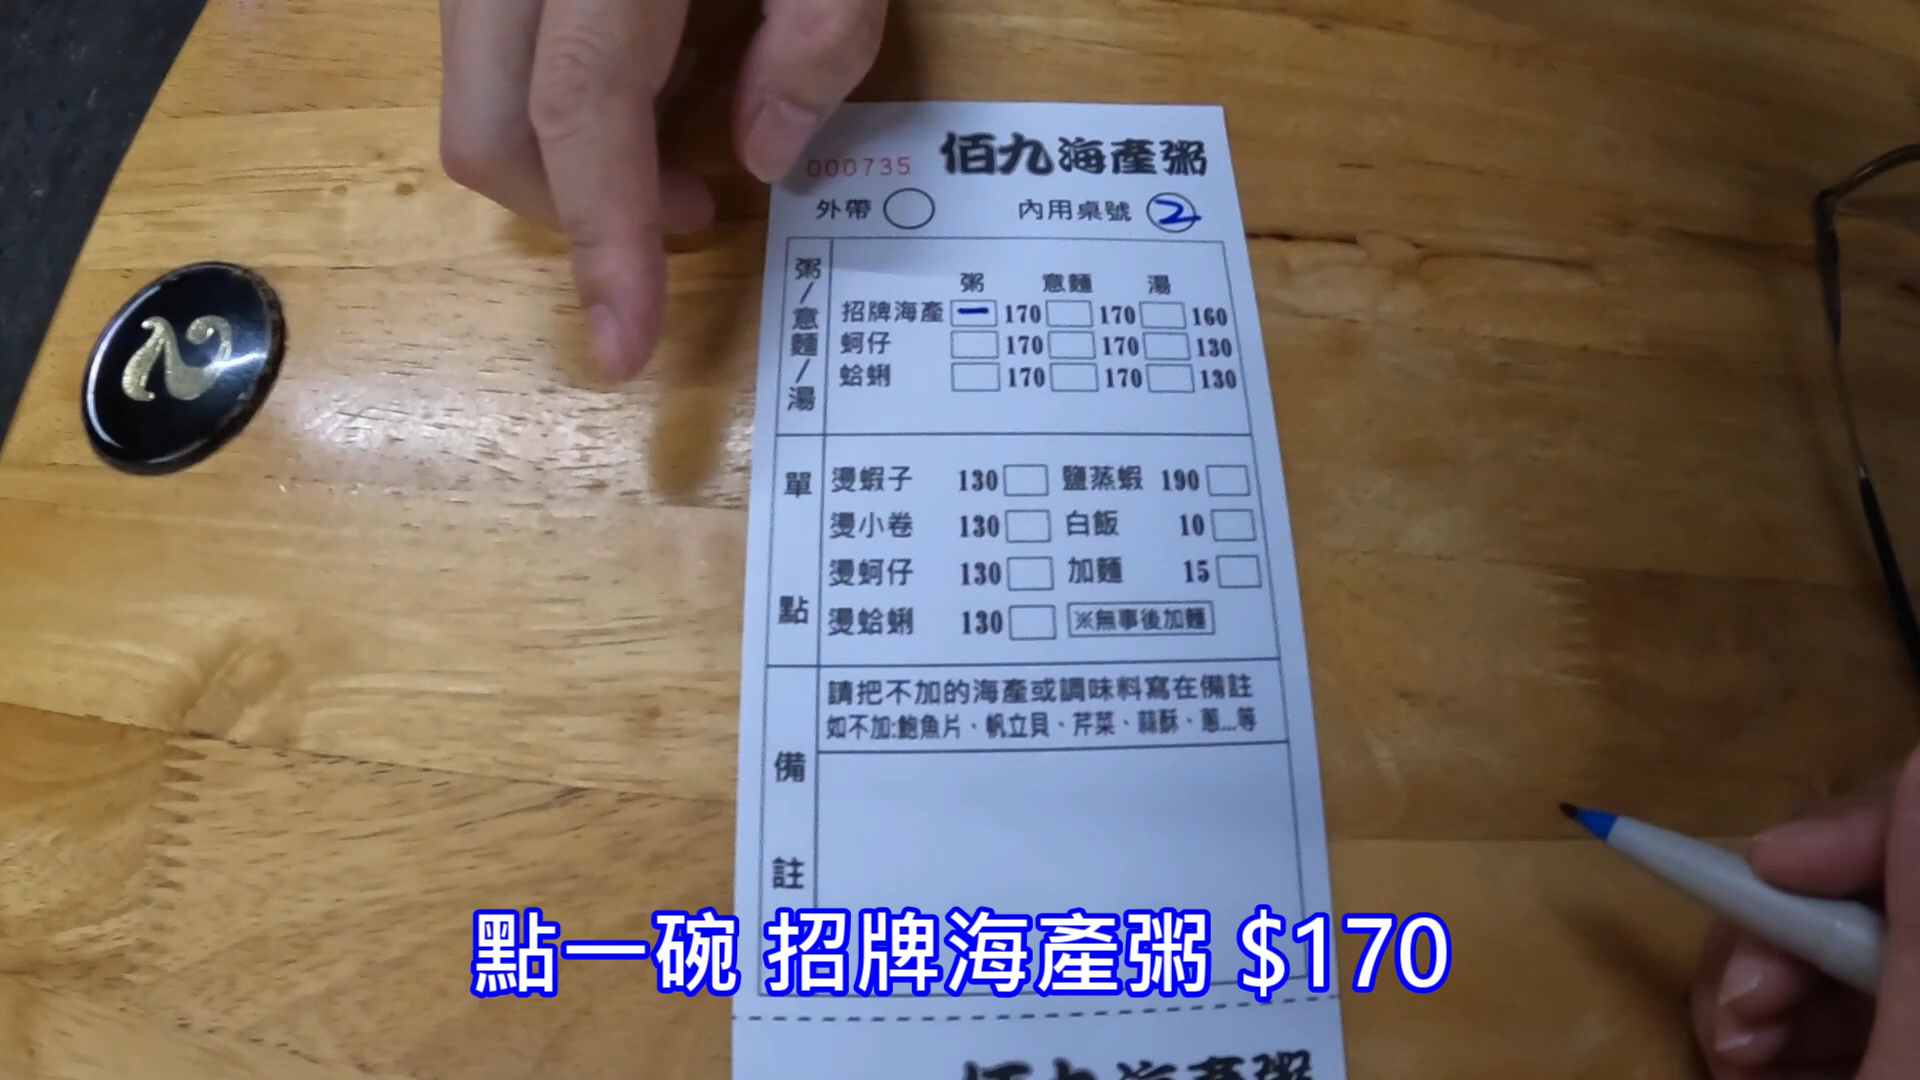 000735 佰九海產粥
外帶 內用桌號 2
粥/意麵/湯
粥 意麵 湯
招牌海產 一 170 170 160
蚵仔 170 170 130
蛤蜊 170 170 130
單點
燙蝦子 130 鹽蒸蝦 190
燙小卷 130 白飯 10
燙蚵仔 130 加麵 15
燙蛤蜊 130 ※無事後加麵
備註
請把不加的海產或調味料寫在備註
如不加:鮑魚片、帆立貝、芹菜、蒜酥、蔥...等
2
點一碗 招牌海產粥 $170
佰九海產粥